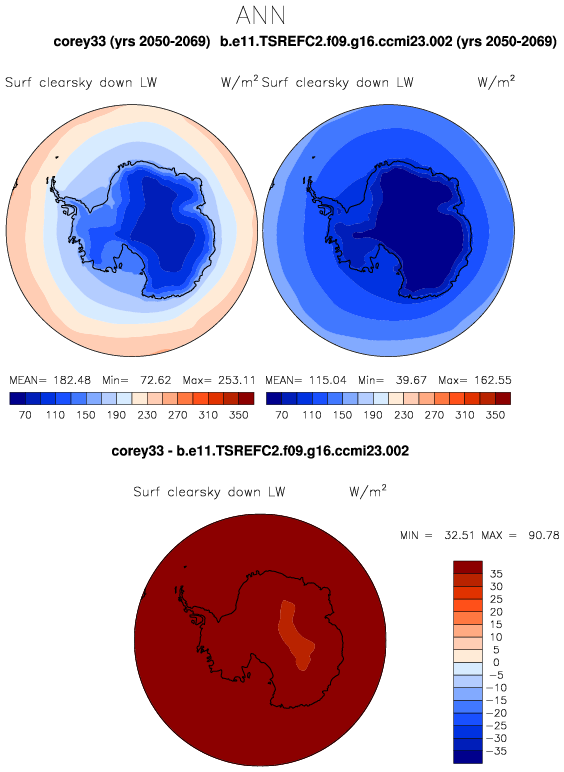 ANN
corey33 (yrs 2050-2069) b.e11.TSREFC2.f09.g16.ccmi23.002 (yrs 2050-2069)
Surf clearsky down LW W/m² Surf clearsky down LW W/m²
MEAN= 182.48 Min= 72.62 Max= 253.11 MEAN= 115.04 Min= 39.67 Max= 162.55
70 110 150 190 230 270 310 350 70 110 150 190 230 270 310 350
corey33 - b.e11.TSREFC2.f09.g16.ccmi23.002
Surf clearsky down LW W/m²
MIN = 32.51 MAX = 90.78
35
30
25
20
15
10
5
0
−5
−10
−15
−20
−25
−30
−35